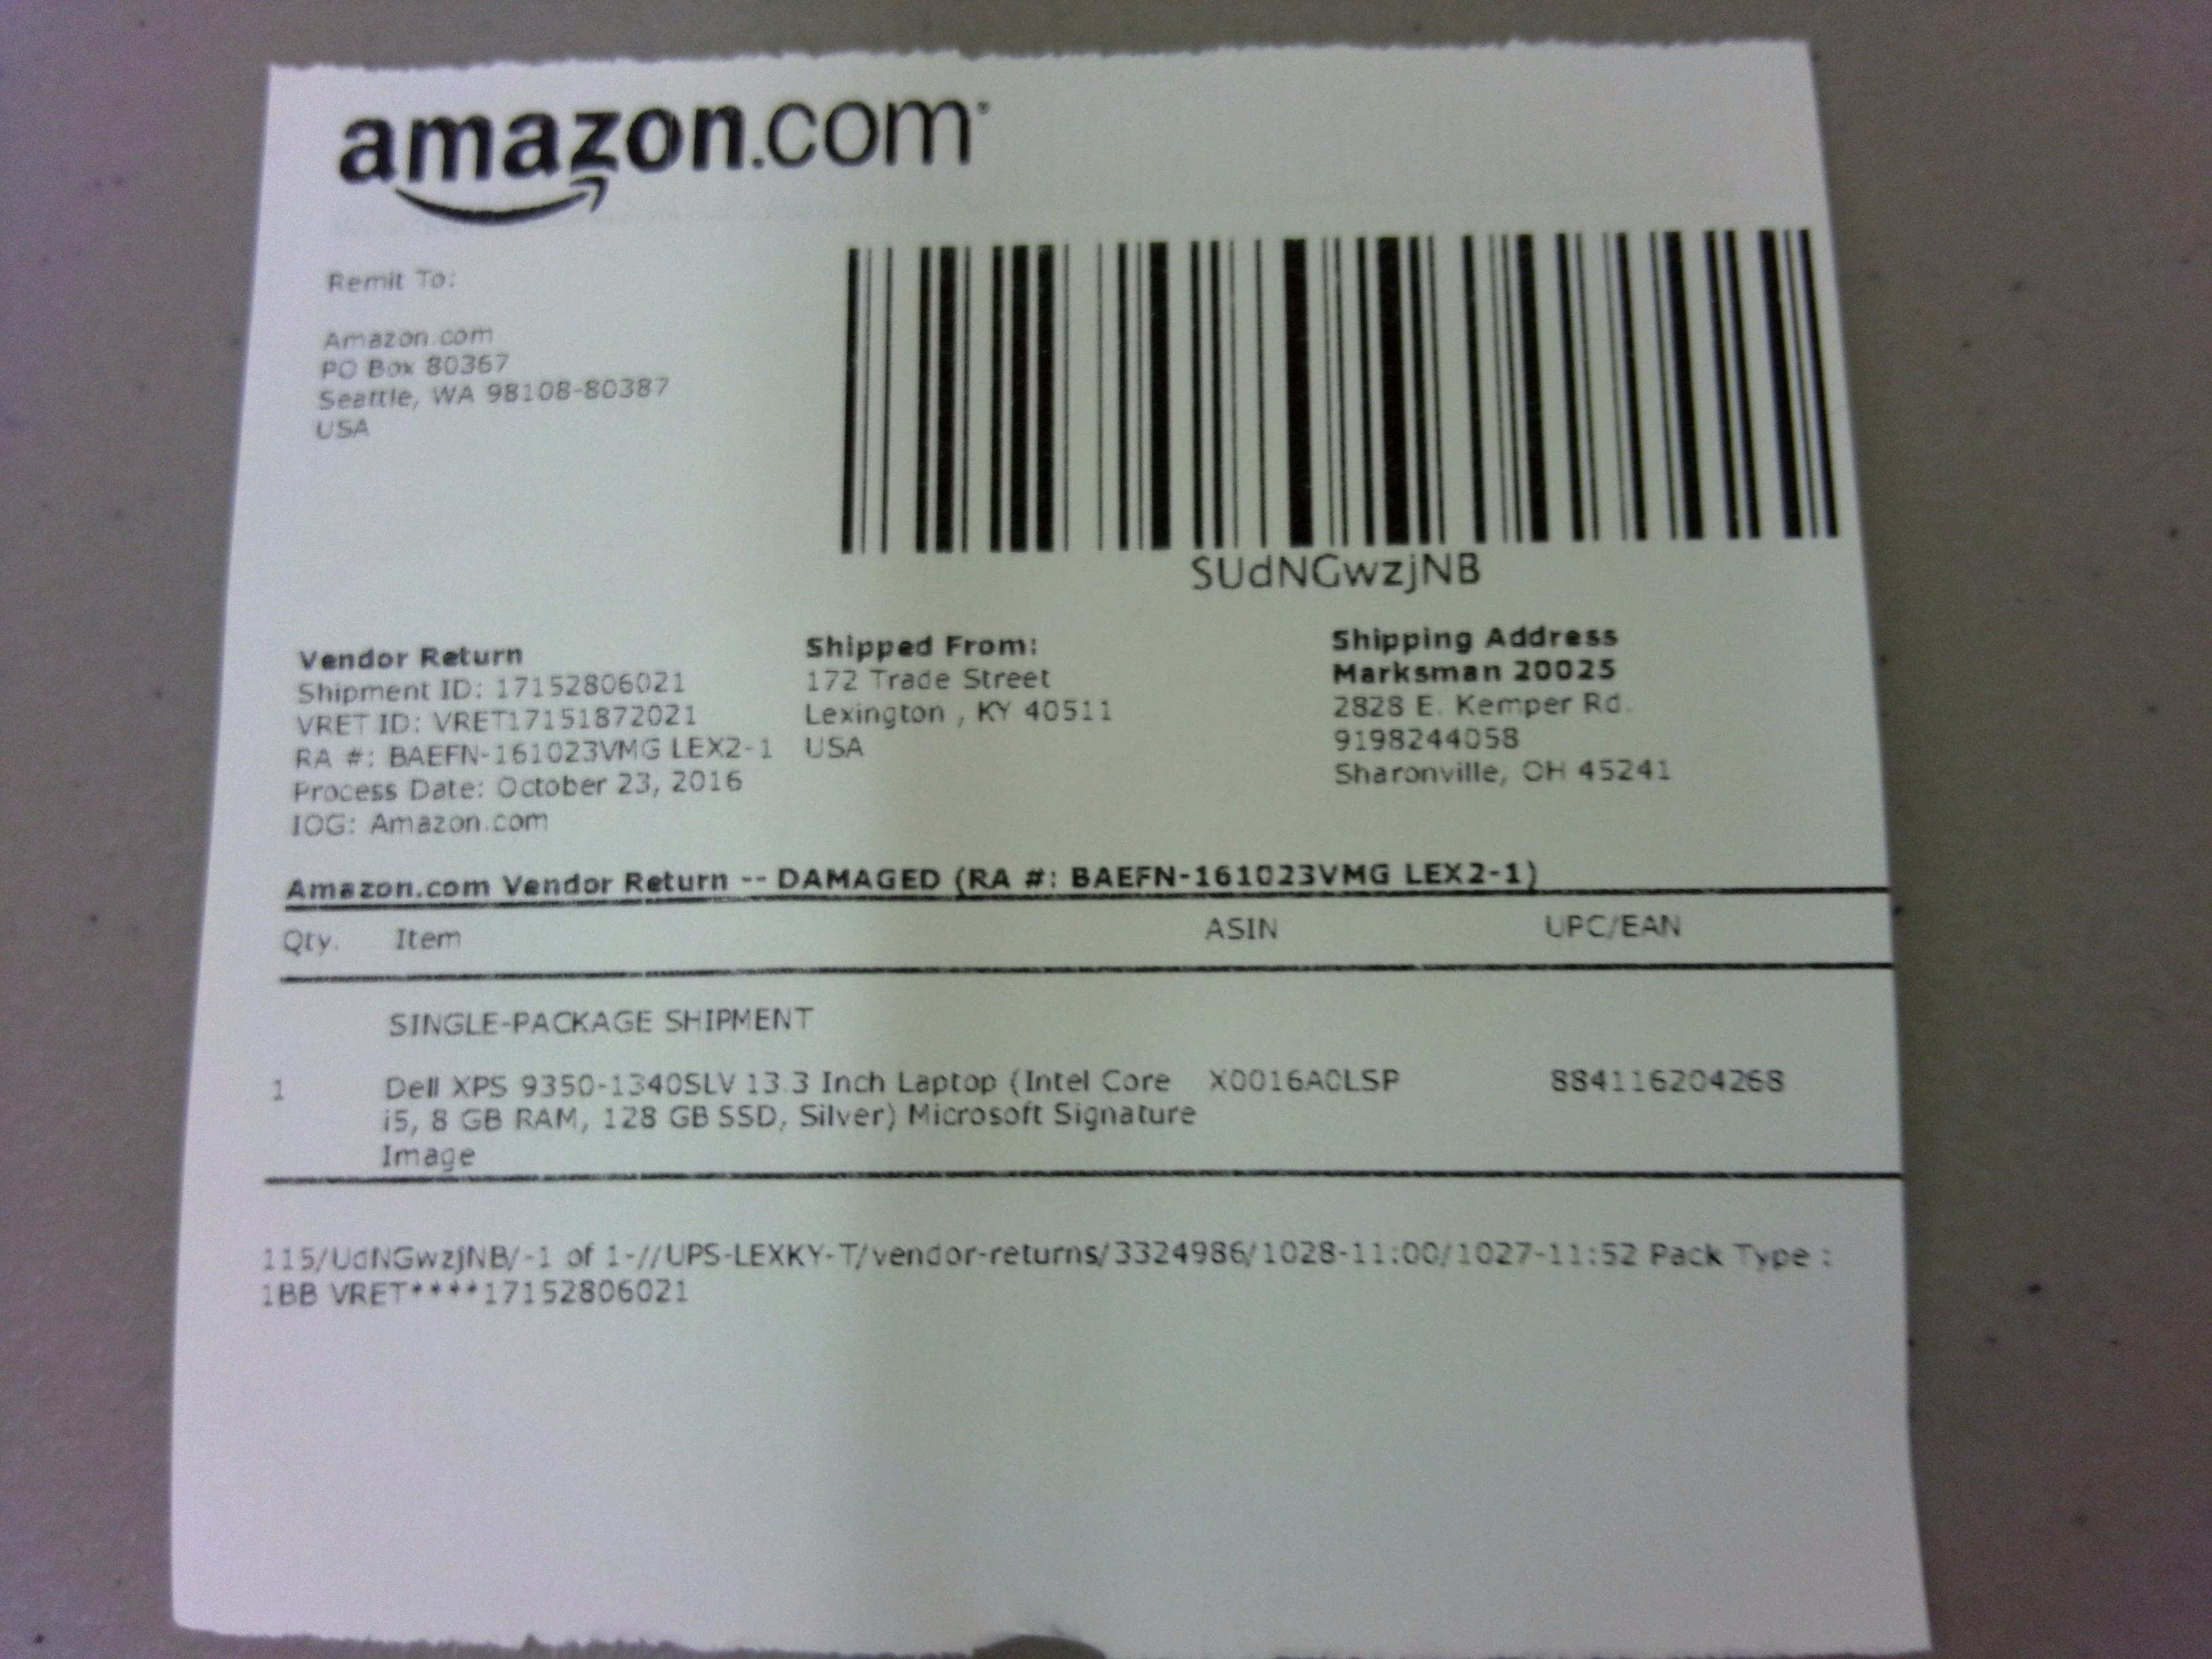 amazon.com
Remit To:
Amazon.com
PO Box 80367
Seattle, WA 98108-80387
USA
SUdNGwzjNB
Vendor Return
Shipment ID: 17152806021
VRET ID: VRET17151872021
RA #: BAEFN-161023VMG LEX2-1
Process Date: October 23, 2016
IOG: Amazon.com
Shipped From:
172 Trade Street
Lexington , KY 40511
USA
Shipping Address
Marksman 20025
2828 E. Kemper Rd.
9198244058
Sharonville, OH 45241
Amazon.com Vendor Return -- DAMAGED (RA #: BAEFN-161023VMG LEX2-1)
Qty. Item ASIN UPC/EAN
SINGLE-PACKAGE SHIPMENT
1 Dell XPS 9350-1340SLV 13.3 Inch Laptop (Intel Core X0016A0LSP 884116204268
i5, 8 GB RAM, 128 GB SSD, Silver) Microsoft Signature
Image
115/UdNGwzjNB/-1 of 1-//UPS-LEXKY-T/vendor-returns/3324986/1028-11:00/1027-11:52 Pack Type :
1BB VRET****17152806021